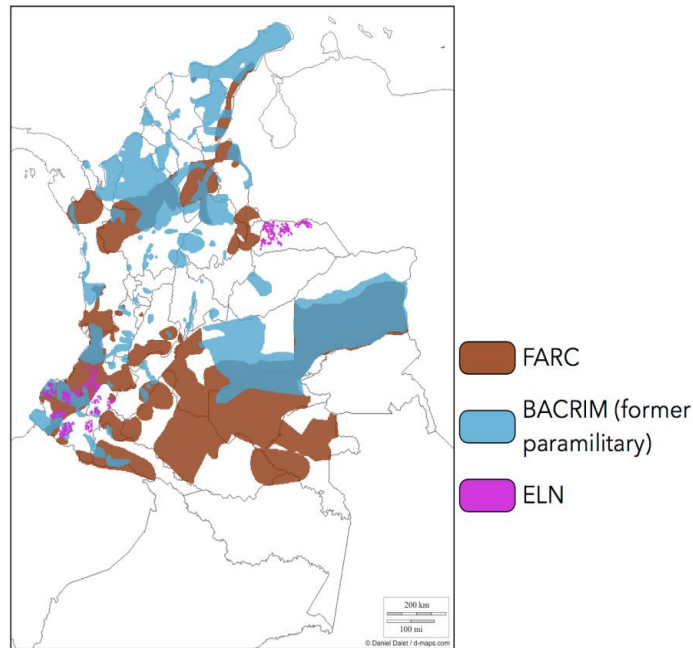 FARC
BACRIM (former
paramilitary)
ELN
200 km
100 mi
© Daniel Dalet / d-maps.com